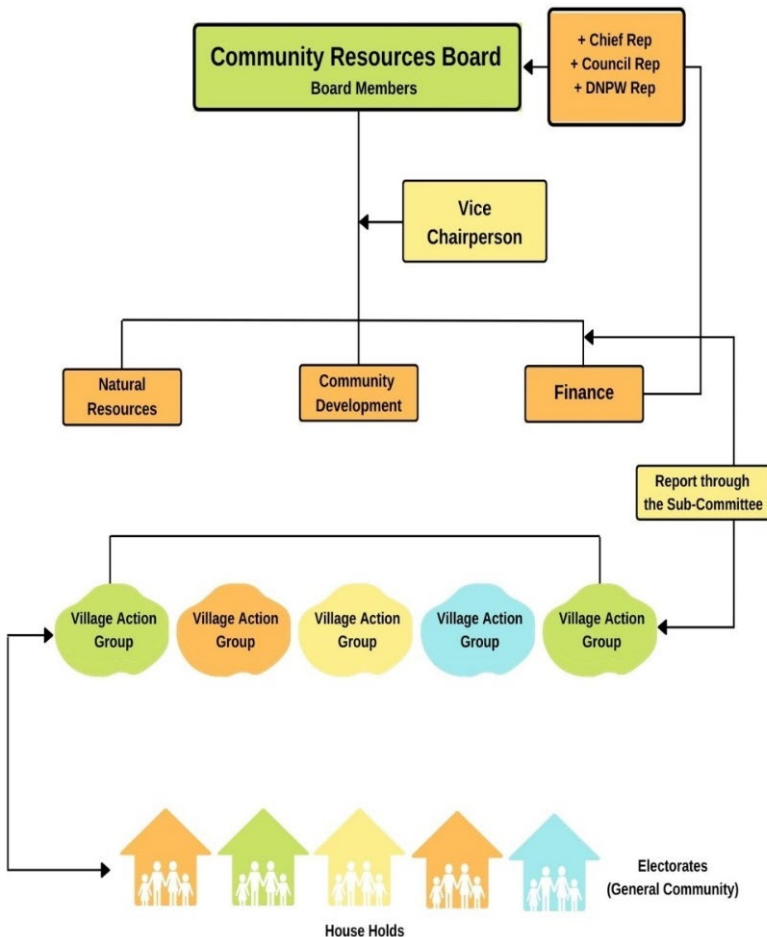 Community Resources Board
Board Members
+ Chief Rep
+ Council Rep
+ DNPW Rep
Vice
Chairperson
Natural
Resources
Community
Development
Finance
Report through
the Sub-Committee
Village Action
Group
Village Action
Group
Village Action
Group
Village Action
Group
Village Action
Group
Electorates
(General Community)
House Holds